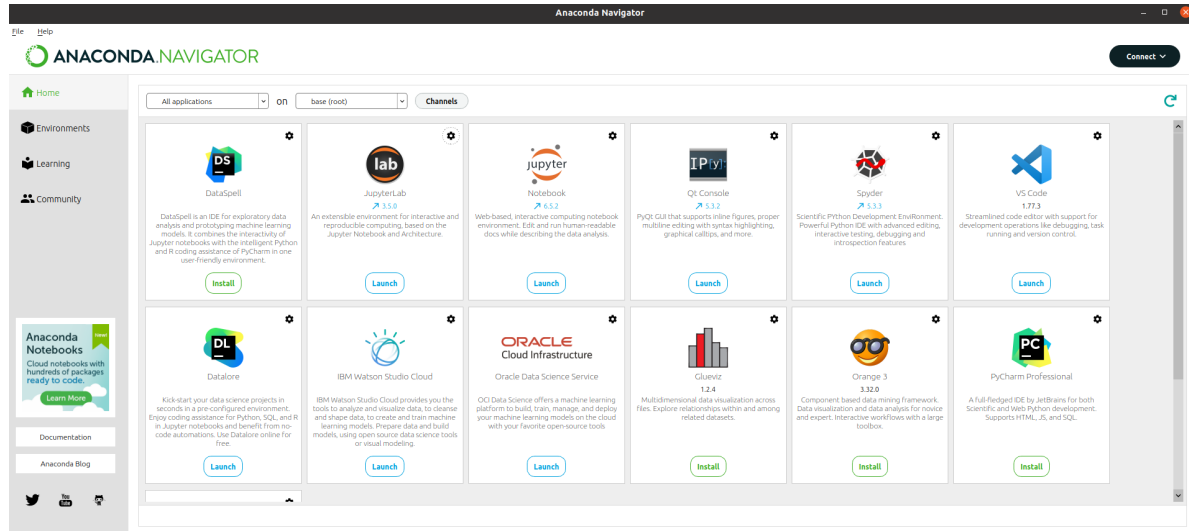 Anaconda Navigator
File Help
ANACONDA.NAVIGATOR
Connect
Home
Environments
Learning
Community
All applications on base (root) Channels
DS
DataSpell
DataSpell is an IDE for exploratory data
analysis and prototyping machine learning
models. It combines the interactivity of
Jupyter notebooks with the intelligent Python
and R coding assistance of PyCharm in one
user-friendly environment.
Install
lab
JupyterLab
3.5.0
An extensible environment for interactive and
reproducible computing, based on the
Jupyter Notebook and Architecture.
Launch
jupyter
Notebook
6.5.2
Web-based, interactive computing notebook
environment. Edit and run human-readable
docs while describing the data analysis.
Launch
IP[y]:
Qt Console
5.3.2
PyQt GUI that supports inline figures, proper
multiline editing with syntax highlighting,
graphical calltips, and more.
Launch
Spyder
5.3.3
Scientific PYthon Development EnviRonment.
Powerful Python IDE with advanced editing,
interactive testing, debugging and
introspection features
Launch
VS Code
1.77.3
Streamlined code editor with support for
development operations like debugging, task
running and version control.
Launch
DL
Datalore
Kick-start your data science projects in
seconds in a pre-configured environment.
Enjoy coding assistance for Python, SQL, and R
in Jupyter notebooks and benefit from no-
code automations. Use Datalore online for
free.
Launch
IBM Watson Studio Cloud
IBM Watson Studio Cloud provides you the
tools to analyze and visualize data, to cleanse
and shape data, to create and train machine
learning models. Prepare data and build
models, using open source data science tools
or visual modeling.
Launch
ORACLE
Cloud Infrastructure
Oracle Data Science Service
OCI Data Science offers a machine learning
platform to build, train, manage, and deploy
your machine learning models on the cloud
with your favorite open-source tools
Launch
Glueviz
1.2.4
Multidimensional data visualization across
files. Explore relationships within and among
related datasets.
Install
Orange 3
3.32.0
Component based data mining framework.
Data visualization and data analysis for novice
and expert. Interactive workflows with a large
toolbox.
Install
PC
PyCharm Professional
A full-fledged IDE by JetBrains for both
Scientific and Web Python development.
Supports HTML, JS, and SQL.
Install
Anaconda
Notebooks
New!
Cloud notebooks with
hundreds of packages
ready to code.
Learn More
Documentation
Anaconda Blog
You
Tube